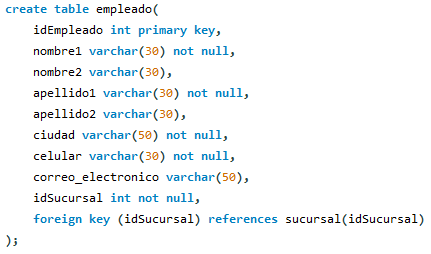 create table empleado(
idEmpleado int primary key,
nombre1 varchar(30) not null,
nombre2 varchar(30),
apellido1 varchar(30) not null,
apellido2 varchar(30),
ciudad varchar(50) not null,
celular varchar(30) not null,
correo_electronico varchar(50),
idSucursal int not null,
foreign key (idSucursal) references sucursal(idSucursal)
);